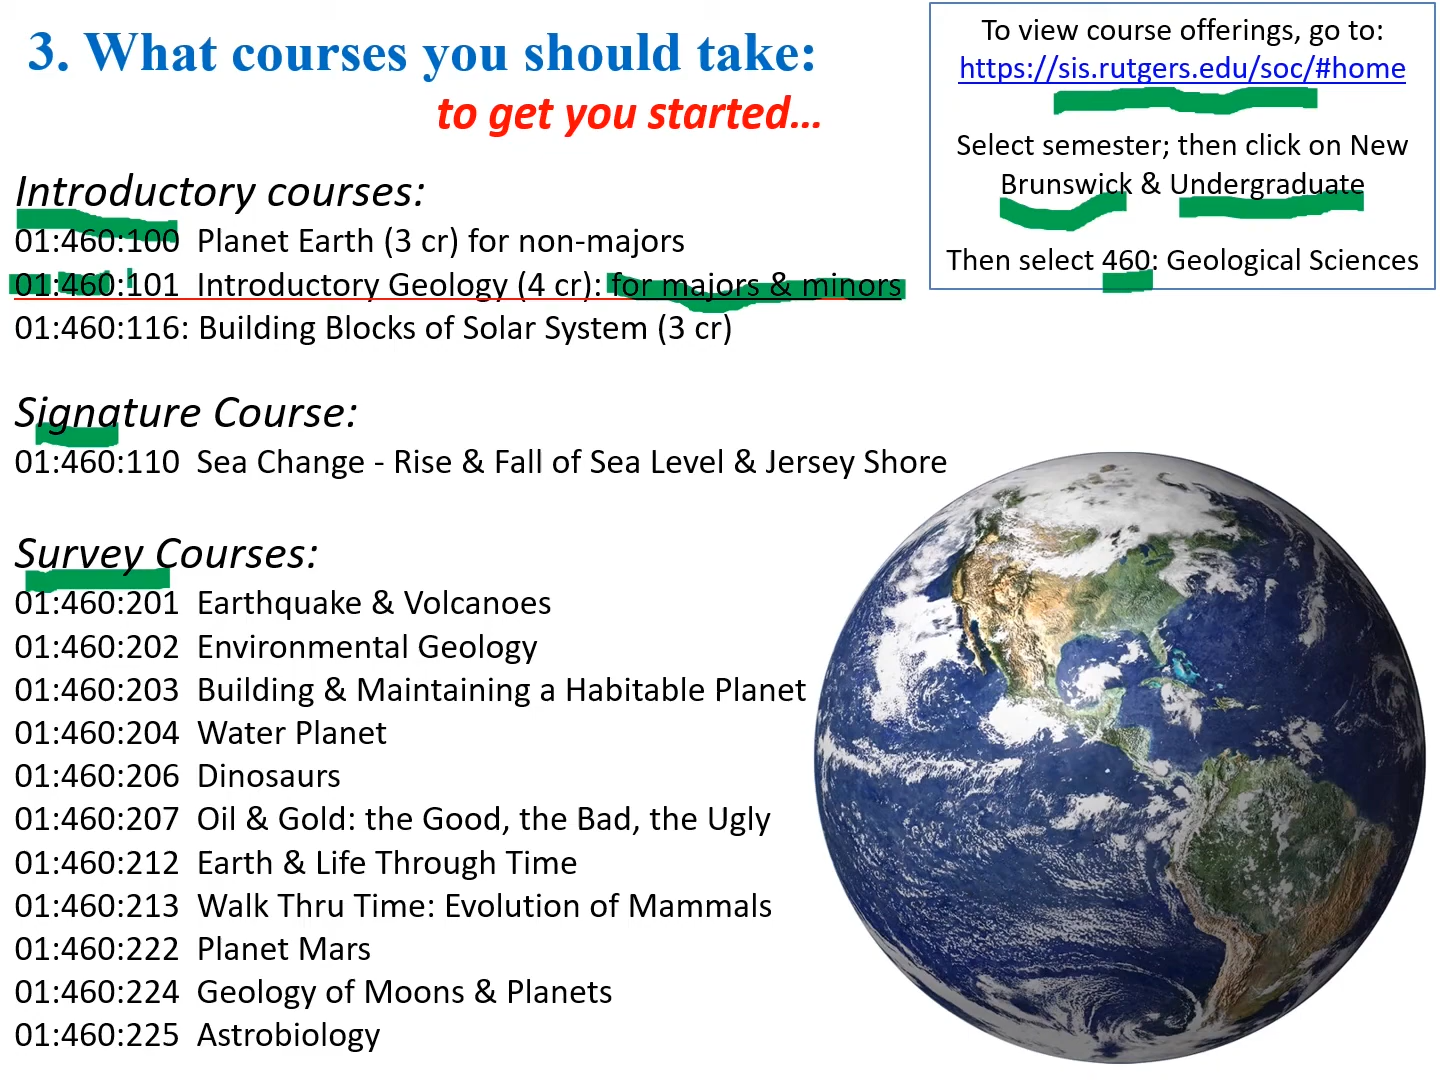 3. What courses you should take:
to get you started...
To view course offerings, go to:
https://sis.rutgers.edu/soc/#home
Select semester; then click on New
Brunswick & Undergraduate
Then select 460: Geological Sciences
Introductory courses:
01:460:100 Planet Earth (3 cr) for non-majors
01:460:101 Introductory Geology (4 cr): for majors & minors
01:460:116: Building Blocks of Solar System (3 cr)
Signature Course:
01:460:110 Sea Change - Rise & Fall of Sea Level & Jersey Shore
Survey Courses:
01:460:201 Earthquake & Volcanoes
01:460:202 Environmental Geology
01:460:203 Building & Maintaining a Habitable Planet
01:460:204 Water Planet
01:460:206 Dinosaurs
01:460:207 Oil & Gold: the Good, the Bad, the Ugly
01:460:212 Earth & Life Through Time
01:460:213 Walk Thru Time: Evolution of Mammals
01:460:222 Planet Mars
01:460:224 Geology of Moons & Planets
01:460:225 Astrobiology